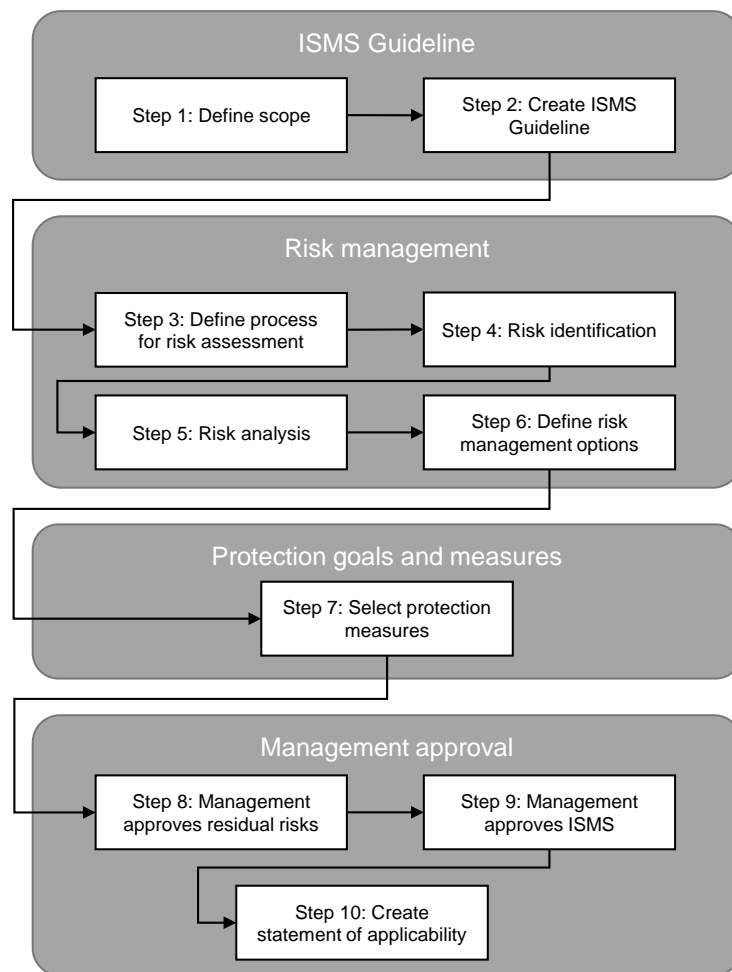 ISMS Guideline
Step 1: Define scope
Step 2: Create ISMS
Guideline
Risk management
Step 3: Define process
for risk assessment
Step 4: Risk identification
Step 5: Risk analysis
Step 6: Define risk
management options
Protection goals and measures
Step 7: Select protection
measures
Management approval
Step 8: Management
approves residual risks
Step 9: Management
approves ISMS
Step 10: Create
statement of applicability